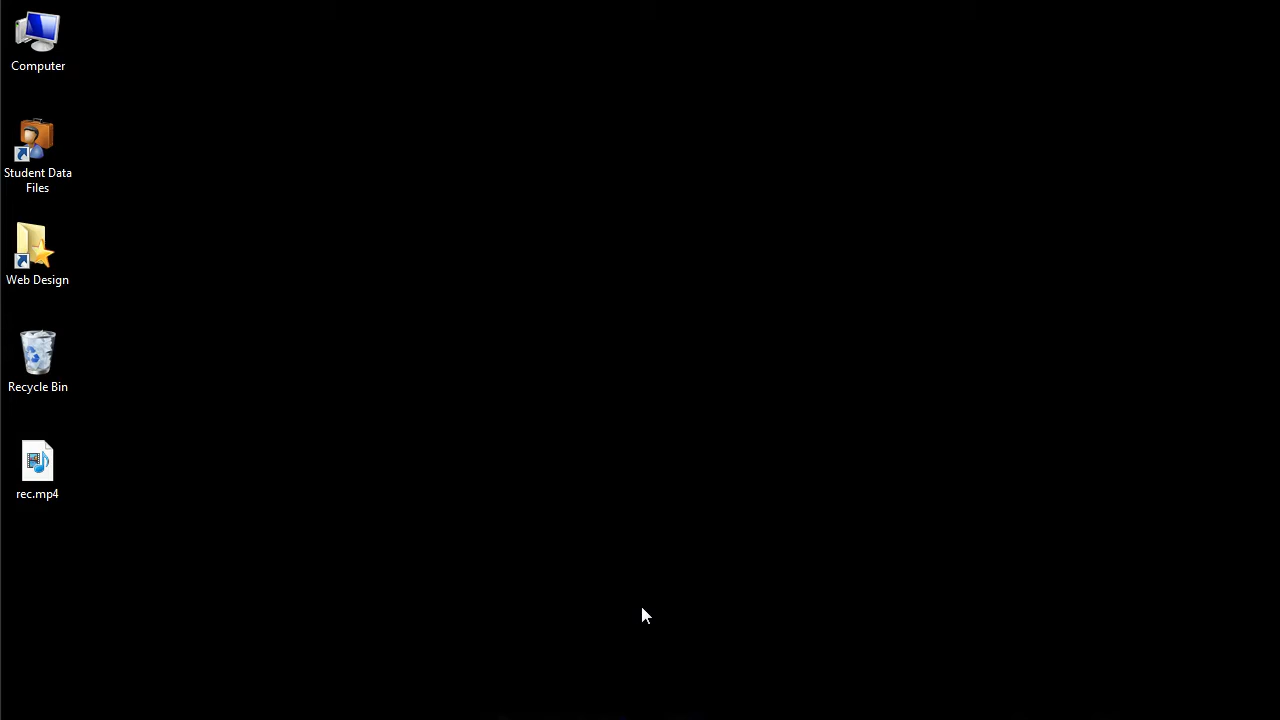 Computer
Student Data
Files
Web Design
Recycle Bin
rec.mp4